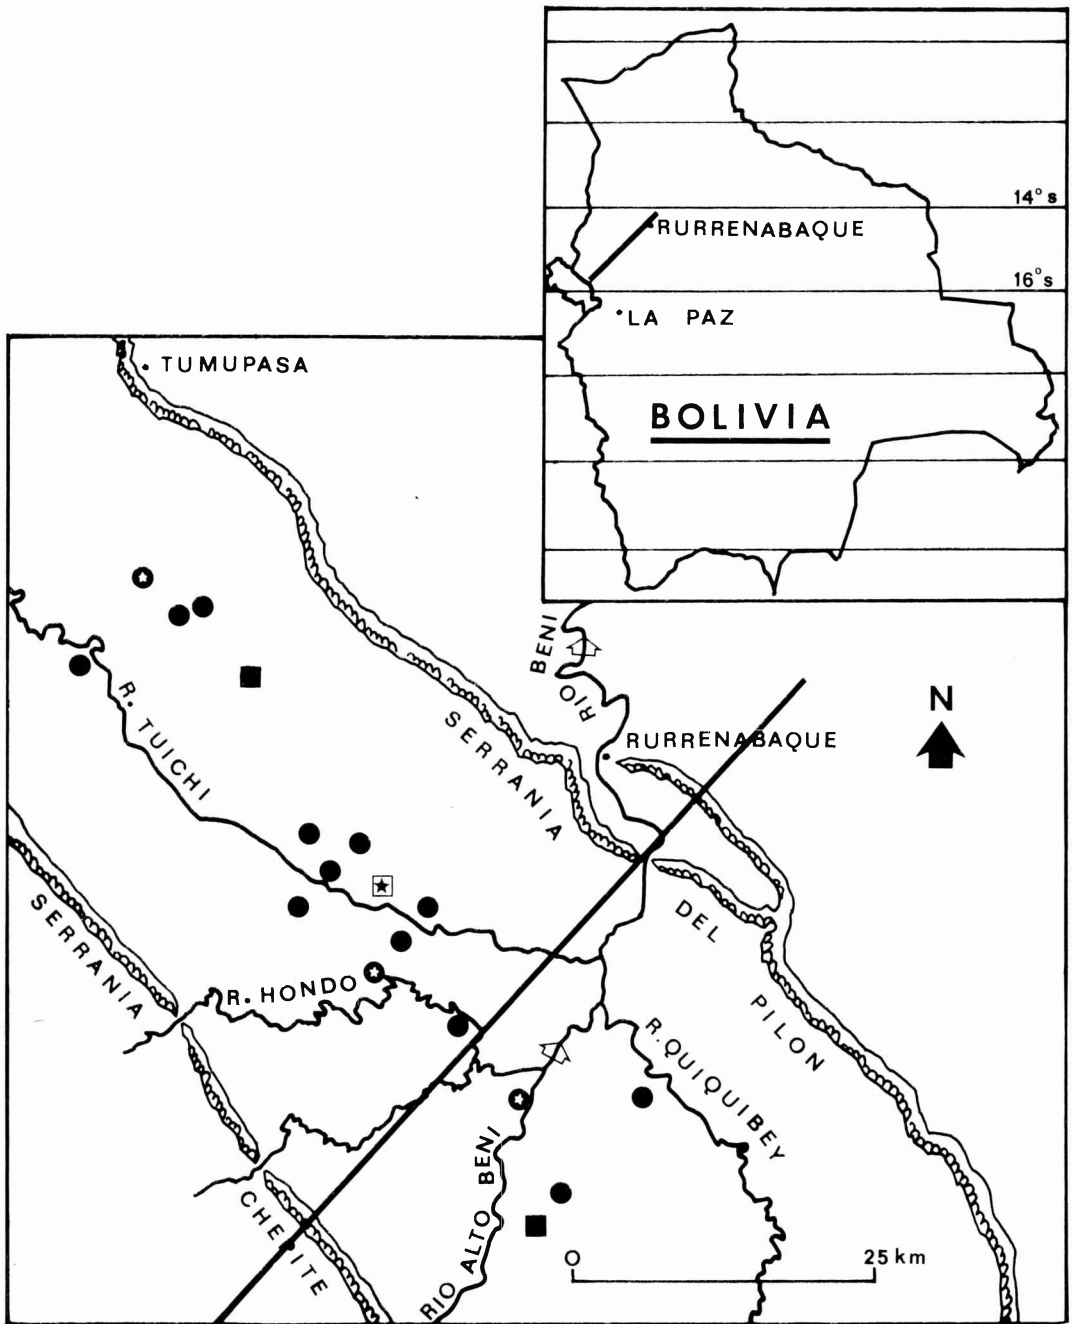 14° s
RURRENABAQUE
16° s
LA PAZ
BOLIVIA
TUMUPASA
RIO BENI
N
RURRENABAQUE
R. TUICHI
SERRANIA
DEL
PILON
SERRANIA
R. HONDO
R. QUIQUIBEY
RIO ALTO BENI
0 25 km